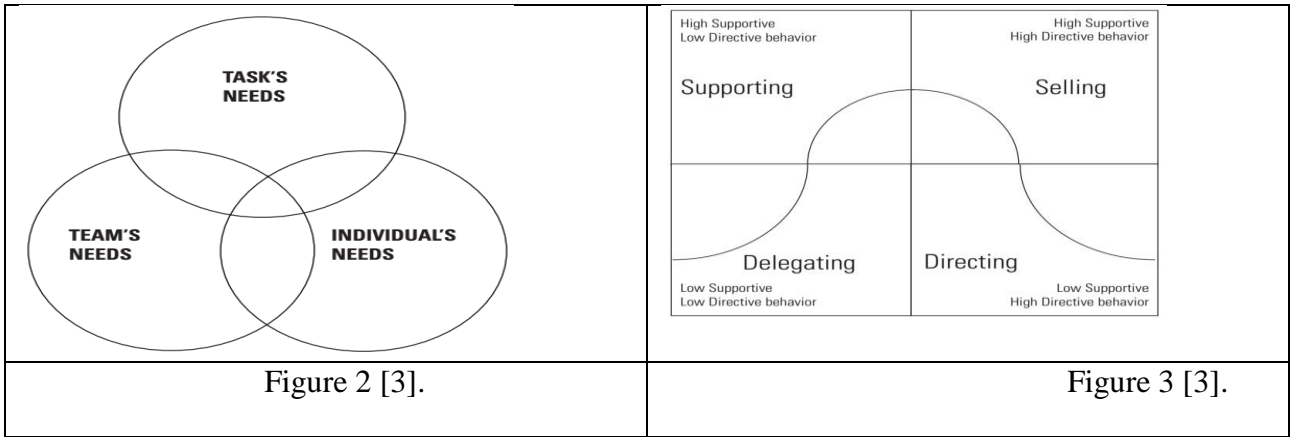 TASK'S
NEEDS
TEAM'S
NEEDS
INDIVIDUAL'S
NEEDS
Figure 2 [3].
High Supportive
Low Directive behavior
High Supportive
High Directive behavior
Supporting
Selling
Delegating
Directing
Low Supportive
Low Directive behavior
Low Supportive
High Directive behavior
Figure 3 [3].